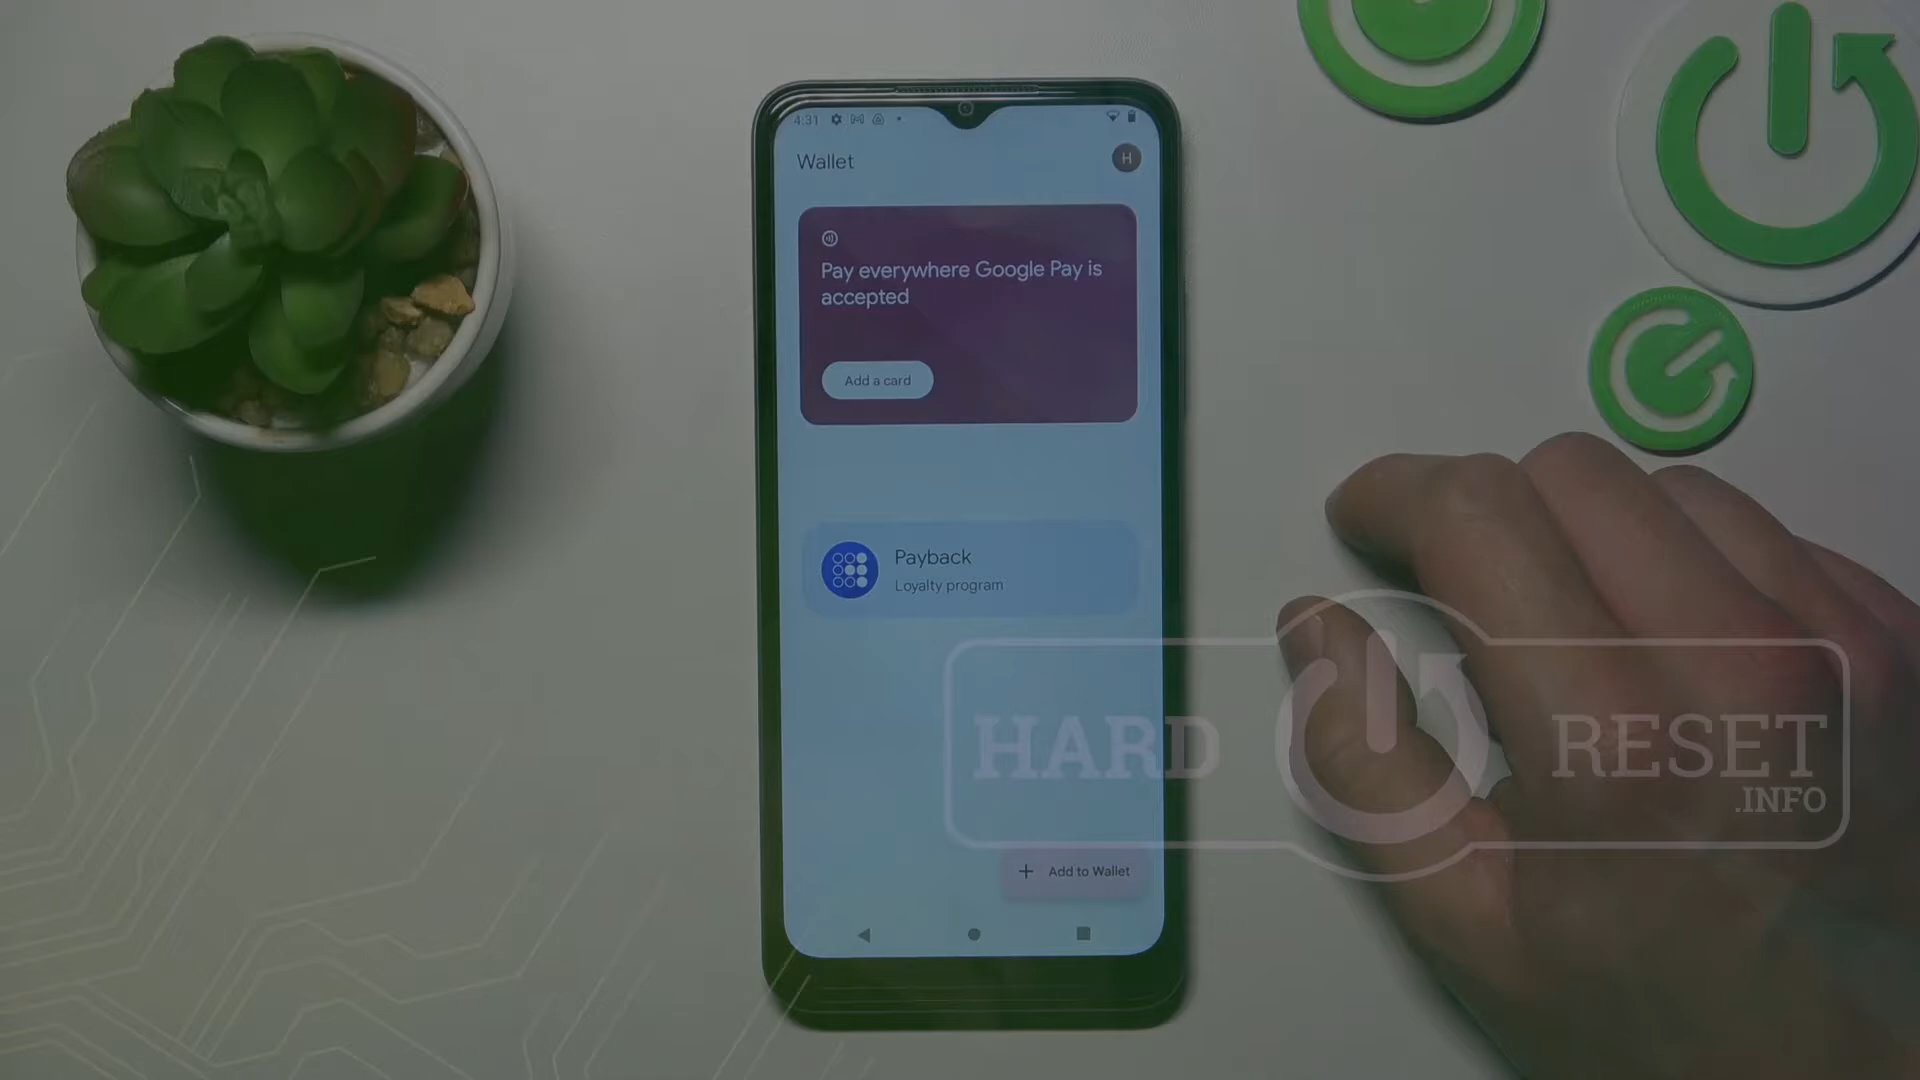 4:31
Wallet
H
Pay everywhere Google Pay is
accepted
Add a card
Payback
Loyalty program
HARD RESET
.INFO
+ Add to Wallet